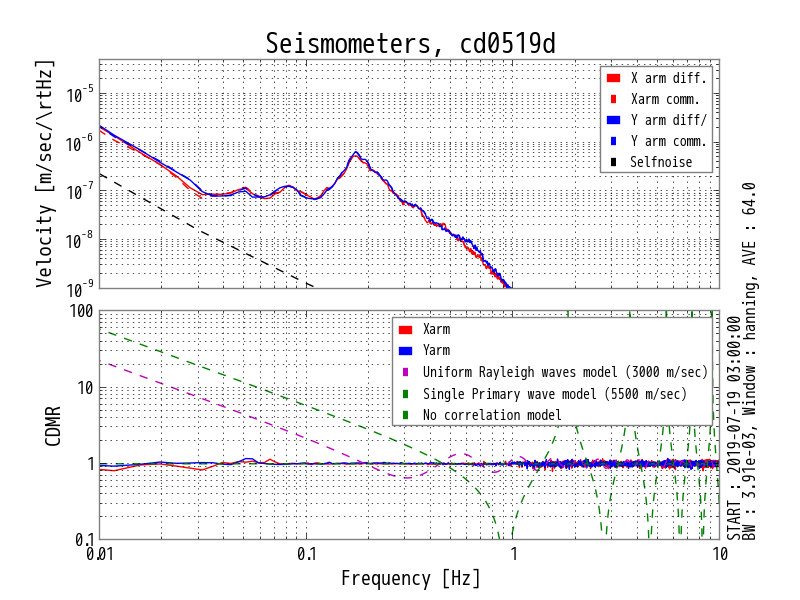 Seismometers, cd0519d
Velocity [m/sec/\rtHz]
10^-5
10^-6
10^-7
10^-8
10^-9
X arm diff.
Xarm comm.
Y arm diff/
Y arm comm.
Selfnoise
CDMR
100
10
1
0.1
Xarm
Yarm
Uniform Rayleigh waves model (3000 m/sec)
Single Primary wave model (5500 m/sec)
No correlation model
0.01
0.1
1
10
Frequency [Hz]
START : 2019-07-19 03:00:00
BW : 3.91e-03, Window : hanning, AVE : 64.0